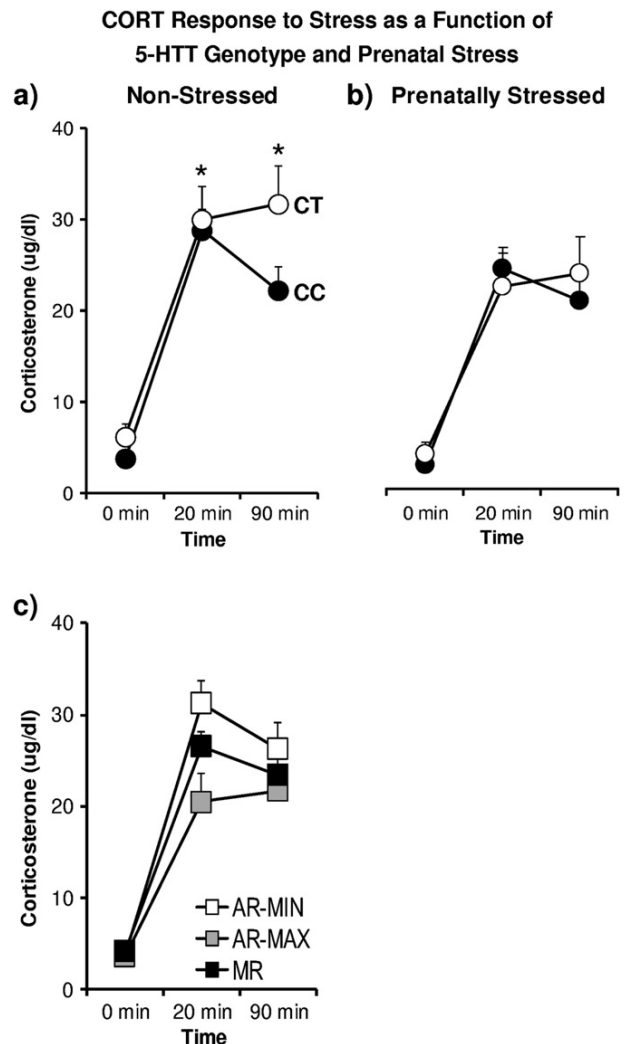 CORT Response to Stress as a Function of
5-HTT Genotype and Prenatal Stress
a) Non-Stressed
b) Prenatally Stressed
Corticosterone (ug/dl)
40
30
20
10
0
* *
CT
CC
0 min 20 min 90 min
Time
0 min 20 min 90 min
Time
c)
Corticosterone (ug/dl)
40
30
20
10
0
AR-MIN
AR-MAX
MR
0 min 20 min 90 min
Time